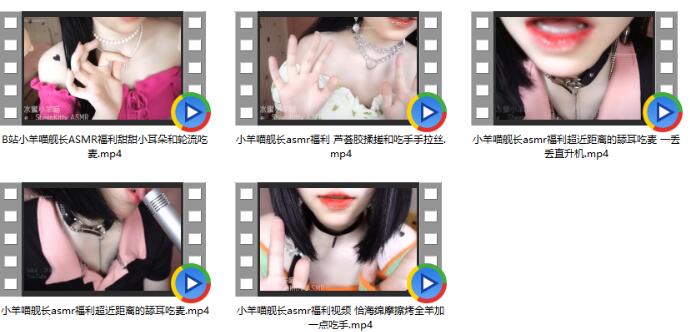 水蜜小羊喵
e：SheepKitty ASMR
水蜜小羊
B站小羊喵舰长ASMR福利甜甜小耳朵和轮流吃
麦.mp4
小羊喵舰长asmr福利 芦荟胶揉搓和吃手手拉丝.
mp4
小羊喵舰长asmr福利超近距离的舔耳吃麦 一丢
丢直升机.mp4
小羊喵舰长asmr福利超近距离的舔耳吃麦.mp4
小羊喵舰长asmr福利视频 恰海绵摩擦烤全羊加
一点吃手.mp4